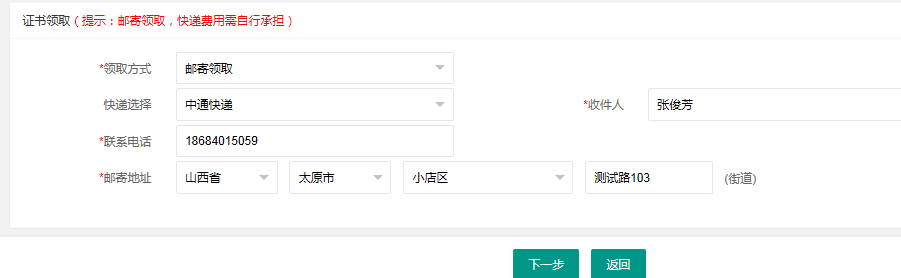 证书领取（提示：邮寄领取，快递费用需自行承担）
*领取方式 邮寄领取
快递选择 中通快递 *收件人 张俊芳
*联系电话 18684015059
*邮寄地址 山西省 太原市 小店区 测试路103 (街道)
下一步 返回